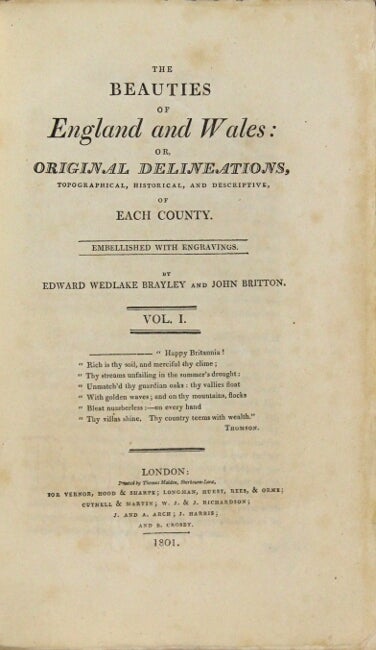 THE
BEAUTIES
OF
England and Wales:
OR,
ORIGINAL DELINEATIONS,
TOPOGRAPHICAL, HISTORICAL, AND DESCRIPTIVE,
OF
EACH COUNTY.
EMBELLISHED WITH ENGRAVINGS.
BY
EDWARD WEDLAKE BRAYLEY AND JOHN BRITTON.
VOL. I.
" Happy Britannia!
" Rich is thy soil, and merciful thy clime;
" Thy streams unfailing in the summer's drought:
" Unmatch'd thy guardian oaks: thy vallies float
" With golden waves; and on thy mountains, flocks
" Bleat numberless:—on every hand
" Thy villas shine. Thy country teems with wealth."
THOMSON.
LONDON:
Printed by Thomas Maiden, Sherbourn-Lane,
FOR VERNOR, HOOD & SHARPE; LONGMAN, HURST, REES, & ORME;
CUTHELL & MARTIN; W. J. & J. RICHARDSON;
J. AND A. ARCH; J. HARRIS;
AND B. CROSBY.
1801.